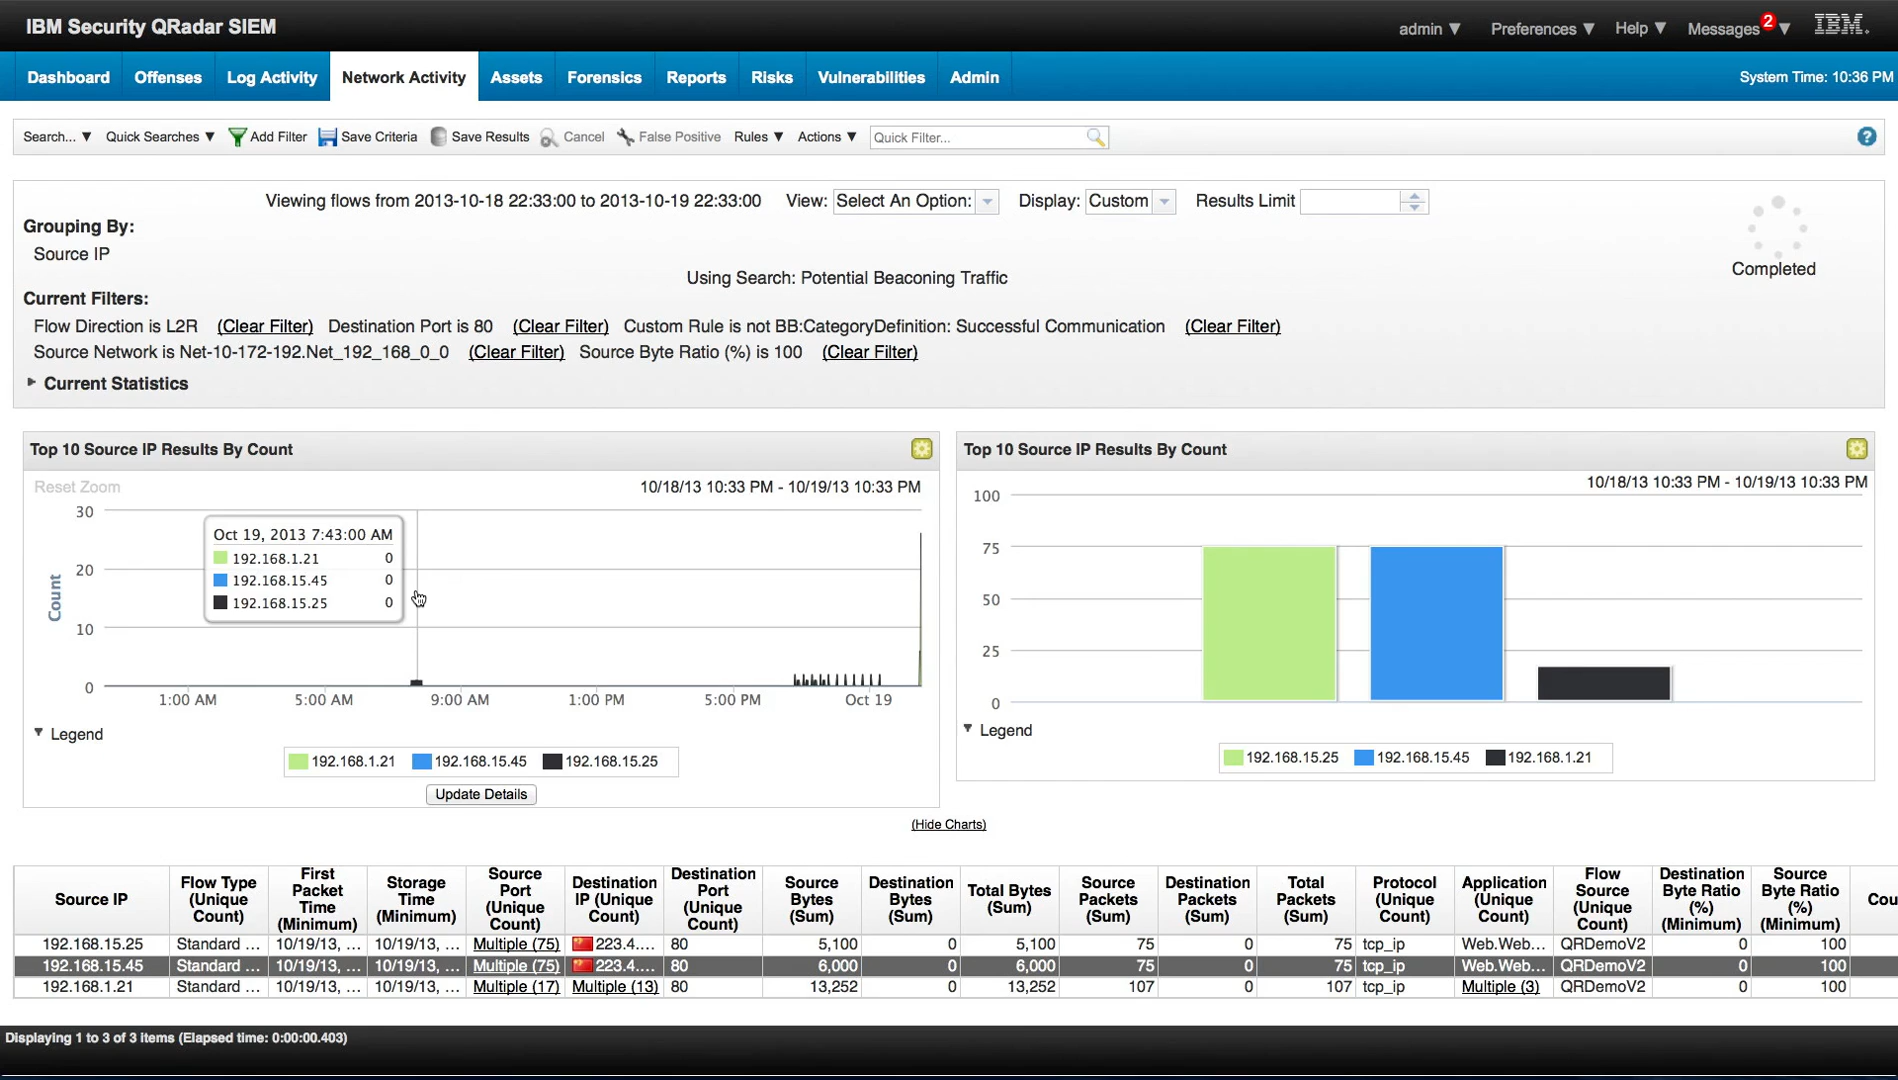 IBM Security QRadar SIEM
admin ▼ Preferences ▼ Help ▼ Messages 2 ▼ IBM.
Dashboard Offenses Log Activity Network Activity Assets Forensics Reports Risks Vulnerabilities Admin System Time: 10:36 PM
Search... ▼ Quick Searches ▼ Add Filter Save Criteria Save Results Cancel False Positive Rules ▼ Actions ▼ Quick Filter... ?
Viewing flows from 2013-10-18 22:33:00 to 2013-10-19 22:33:00 View: Select An Option: Display: Custom Results Limit
Grouping By:
Source IP
Completed
Using Search: Potential Beaconing Traffic
Current Filters:
Flow Direction is L2R (Clear Filter) Destination Port is 80 (Clear Filter) Custom Rule is not BB:CategoryDefinition: Successful Communication (Clear Filter)
Source Network is Net-10-172-192.Net_192_168_0_0 (Clear Filter) Source Byte Ratio (%) is 100 (Clear Filter)
Current Statistics
Top 10 Source IP Results By Count
Reset Zoom 10/18/13 10:33 PM - 10/19/13 10:33 PM
30
20
10
0
Count
Oct 19, 2013 7:43:00 AM
192.168.1.21 0
192.168.15.45 0
192.168.15.25 0
1:00 AM 5:00 AM 9:00 AM 1:00 PM 5:00 PM Oct 19
Legend
192.168.1.21 192.168.15.45 192.168.15.25
Update Details
Top 10 Source IP Results By Count
10/18/13 10:33 PM - 10/19/13 10:33 PM
100
75
50
25
0
Legend
192.168.15.25 192.168.15.45 192.168.1.21
(Hide Charts)
Source IP Flow Type (Unique Count) First Packet Time (Minimum) Storage Time (Minimum) Source Port (Unique Count) Destination IP (Unique Count) Destination Port (Unique Count) Source Bytes (Sum) Destination Bytes (Sum) Total Bytes (Sum) Source Packets (Sum) Destination Packets (Sum) Total Packets (Sum) Protocol (Unique Count) Application (Unique Count) Flow Source (Unique Count) Destination Byte Ratio (%) (Minimum) Source Byte Ratio (%) (Minimum) Cou
192.168.15.25 Standard ... 10/19/13, ... 10/19/13, ... Multiple (75) 223.4.... 80 5,100 0 5,100 75 0 75 tcp_ip Web.Web... QRDemoV2 0 100
192.168.15.45 Standard ... 10/19/13, ... 10/19/13, ... Multiple (75) 223.4.... 80 6,000 0 6,000 75 0 75 tcp_ip Web.Web... QRDemoV2 0 100
192.168.1.21 Standard ... 10/19/13, ... 10/19/13, ... Multiple (17) Multiple (13) 80 13,252 0 13,252 107 0 107 tcp_ip Multiple (3) QRDemoV2 0 100
Displaying 1 to 3 of 3 items (Elapsed time: 0:00:00.403)